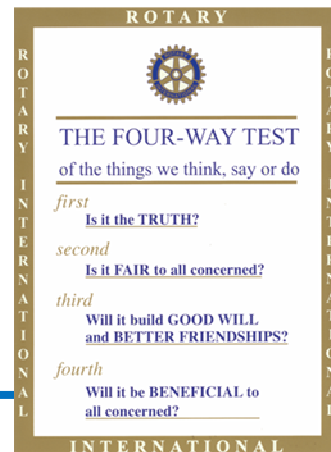 ROTARY
ROTARY INTERNATIONAL
THE FOUR-WAY TEST
of the things we think, say or do
first
Is it the TRUTH?
second
Is it FAIR to all concerned?
third
Will it build GOOD WILL
and BETTER FRIENDSHIPS?
fourth
Will it be BENEFICIAL to
all concerned?
INTERNATIONAL